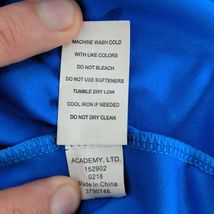 MACHINE WASH COLD
WITH LIKE COLORS
DO NOT BLEACH.
DO NOT USE SOFTENERS
TUMBLE DRY LOW
COOL IRON IF NEEDED
DO NOT DRY CLEAN
ACADEMY, LTD.
152902
0218
Made in China
3790746